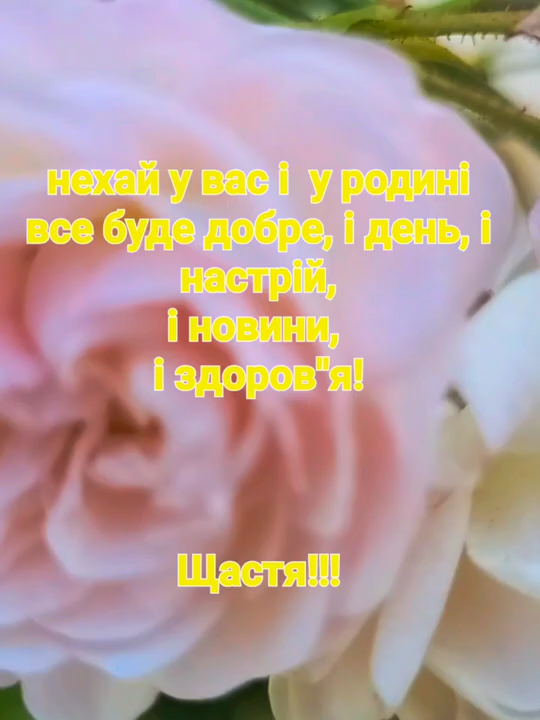 нехай у вас і  у родині
все буде добре, і день, і
настрій,
і новини,
і здоров"я!
Щастя!!!